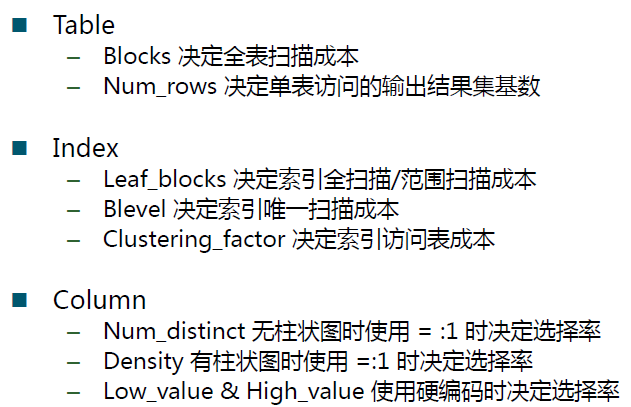 Table
– Blocks 决定全表扫描成本
– Num_rows 决定单表访问的输出结果集基数
Index
– Leaf_blocks 决定索引全扫描/范围扫描成本
– Blevel 决定索引唯一扫描成本
– Clustering_factor 决定索引访问表成本
Column
– Num_distinct 无柱状图时使用 = :1 时决定选择率
– Density 有柱状图时使用 =:1 时决定选择率
– Low_value & High_value 使用硬编码时决定选择率